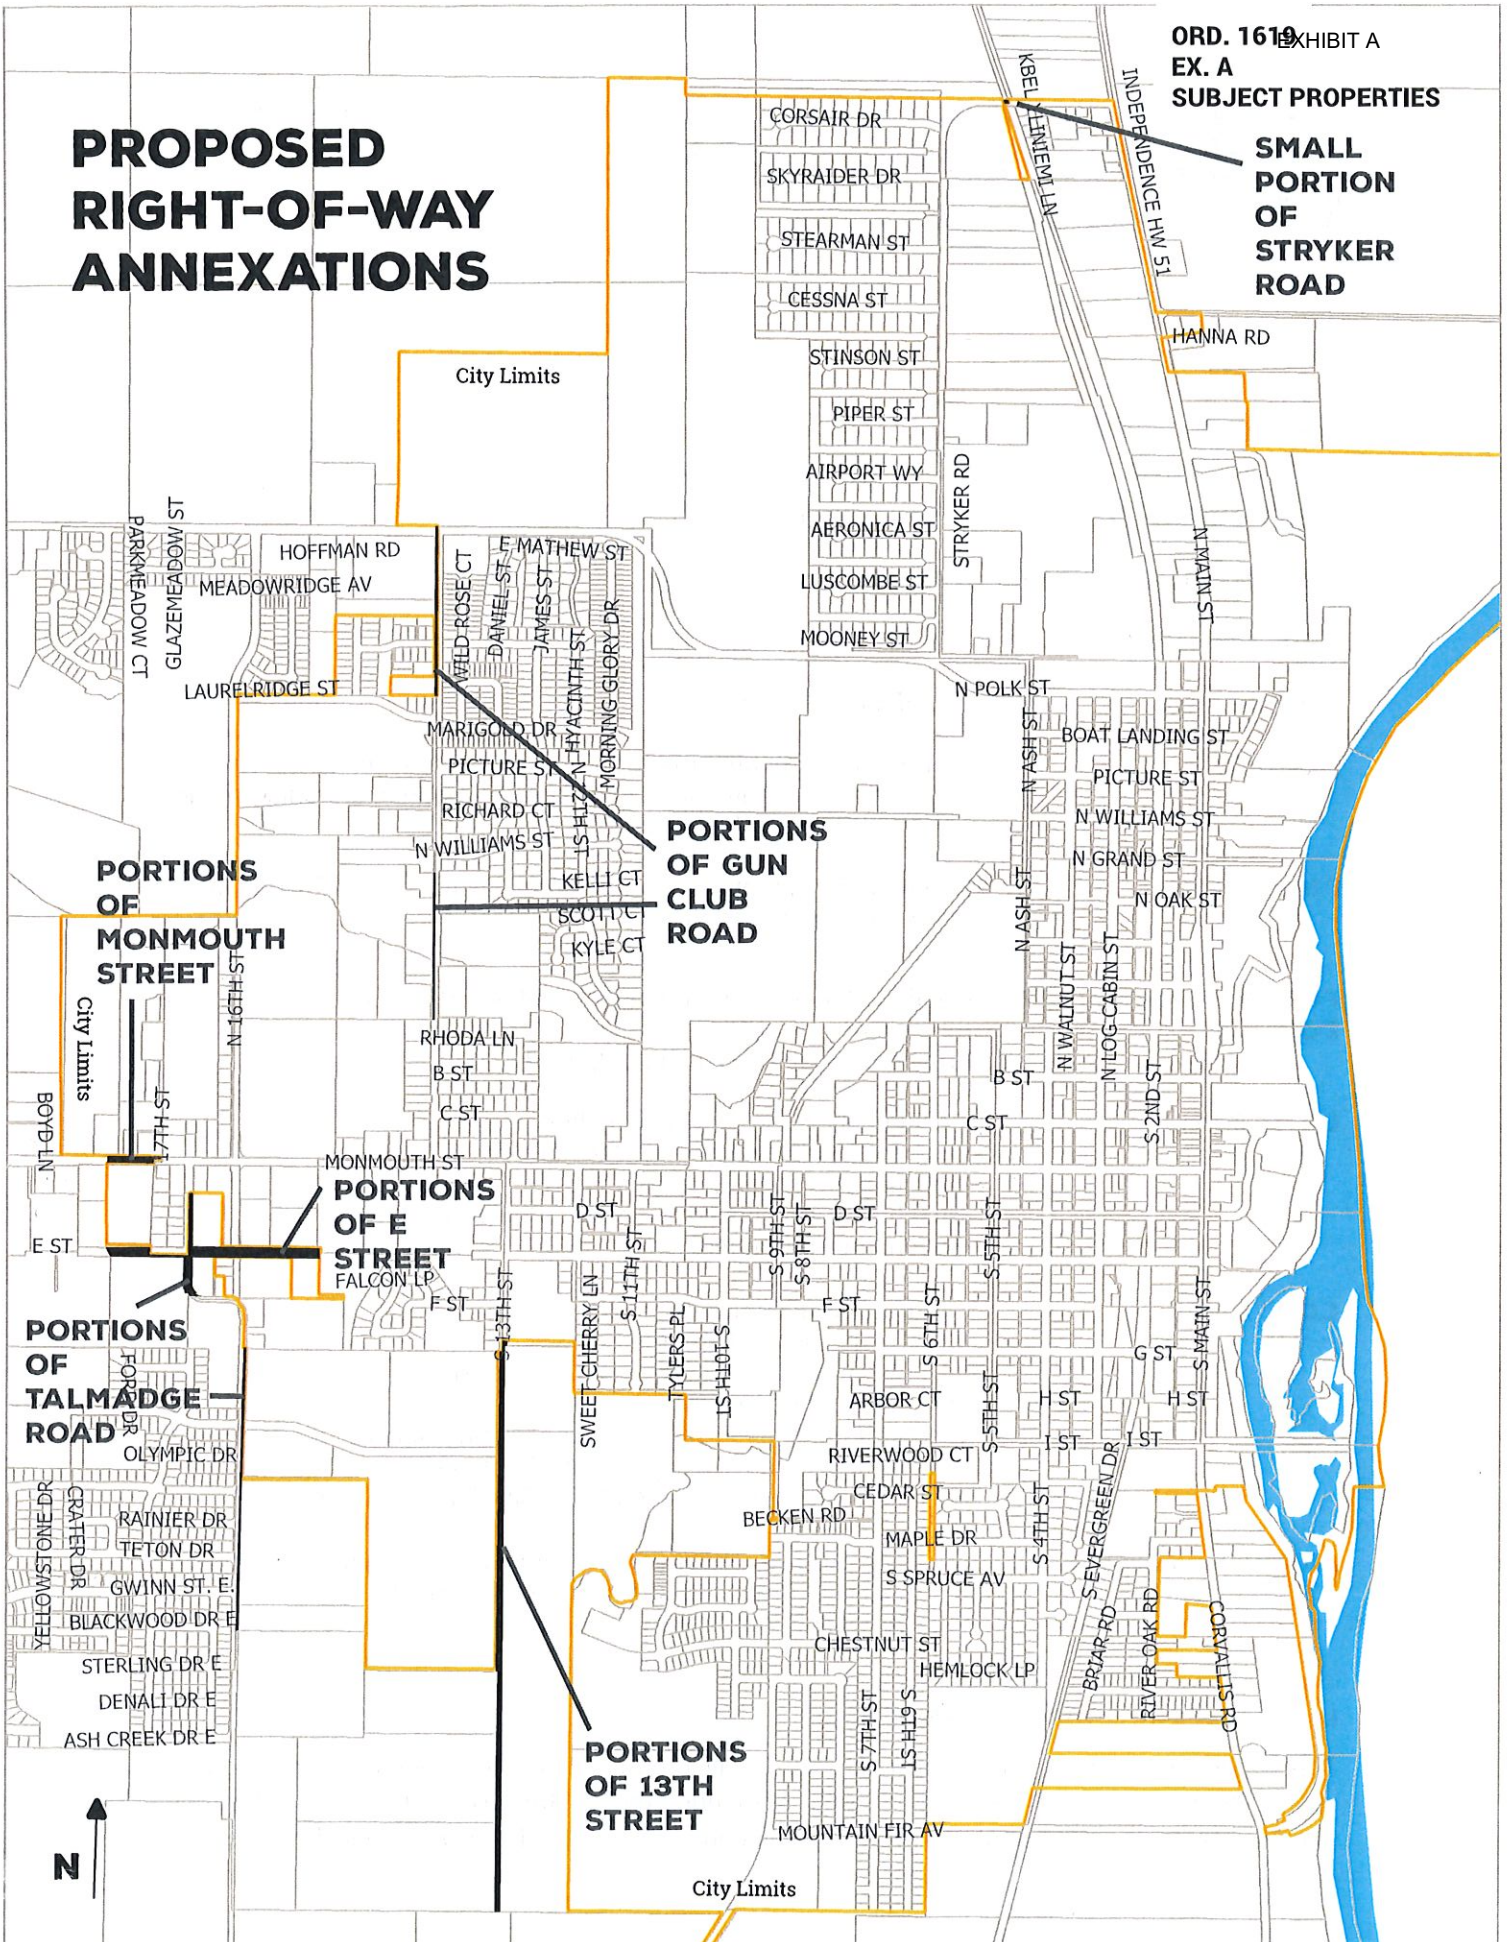 ORD. 1619
EXHIBIT A
EX. A
SUBJECT PROPERTIES
PROPOSED
RIGHT-OF-WAY
ANNEXATIONS
SMALL
PORTION
OF
STRYKER
ROAD
INDEPENDENCE HW 51
CORSAIR DR
SKYRAIDER DR
STEARMAN ST
CESSNA ST
HANNA RD
STINSON ST
City Limits
PIPER ST
AIRPORT WY
STRYKER RD
AERONICA ST
N MAIN ST
LUSCOMBE ST
MOONEY ST
PARKMEADOW CT
GLAZEMEADOW ST
HOFFMAN RD
MEADOWRIDGE AV
E MATHEW ST
WILD ROSE CT
DANIEL ST
JAMES ST
N HYACINTH ST
MORNING GLORY DR
LAURELRIDGE ST
N POLK ST
MARIGOLD DR
N ASH ST
BOAT LANDING ST
PICTURE ST
PICTURE ST
RICHARD CT
N 12TH ST
N WILLIAMS ST
N WILLIAMS ST
N GRAND ST
KELLI CT
N OAK ST
SCOTT CT
KYLE CT
N ASH ST
PORTIONS
OF GUN
CLUB
ROAD
PORTIONS
OF
MONMOUTH
STREET
N 16TH ST
City Limits
N WALNUT ST
N LOG CABIN ST
RHODA LN
B ST
B ST
C ST
C ST
S 2ND ST
BOYD LN
17TH ST
MONMOUTH ST
PORTIONS
OF E
STREET
D ST
D ST
E ST
S 11TH ST
S 9TH ST
S 8TH ST
S 5TH ST
FALCON LP
F ST
F ST
S 13TH ST
SWEET CHERRY LN
TYLERS PL
S 10TH ST
S 6TH ST
S MAIN ST
G ST
PORTIONS
OF
TALMADGE
ROAD
FORD DR
ARBOR CT
S 5TH ST
H ST
H ST
I ST
I ST
OLYMPIC DR
RIVERWOOD CT
CEDAR ST
BECKEN RD
MAPLE DR
S 4TH ST
S EVERGREEN DR
YELLOWSTONE DR
CRATER DR
RAINIER DR
TETON DR
GWINN ST. E.
BLACKWOOD DR E
S SPRUCE AV
STERLING DR E
DENALI DR E
ASH CREEK DR E
CHESTNUT ST
HEMLOCK LP
BRIAR RD
RIVER OAK RD
CORVALLIS RD
S 7TH ST
S 6TH ST
PORTIONS
OF 13TH
STREET
MOUNTAIN FIR AV
N
City Limits